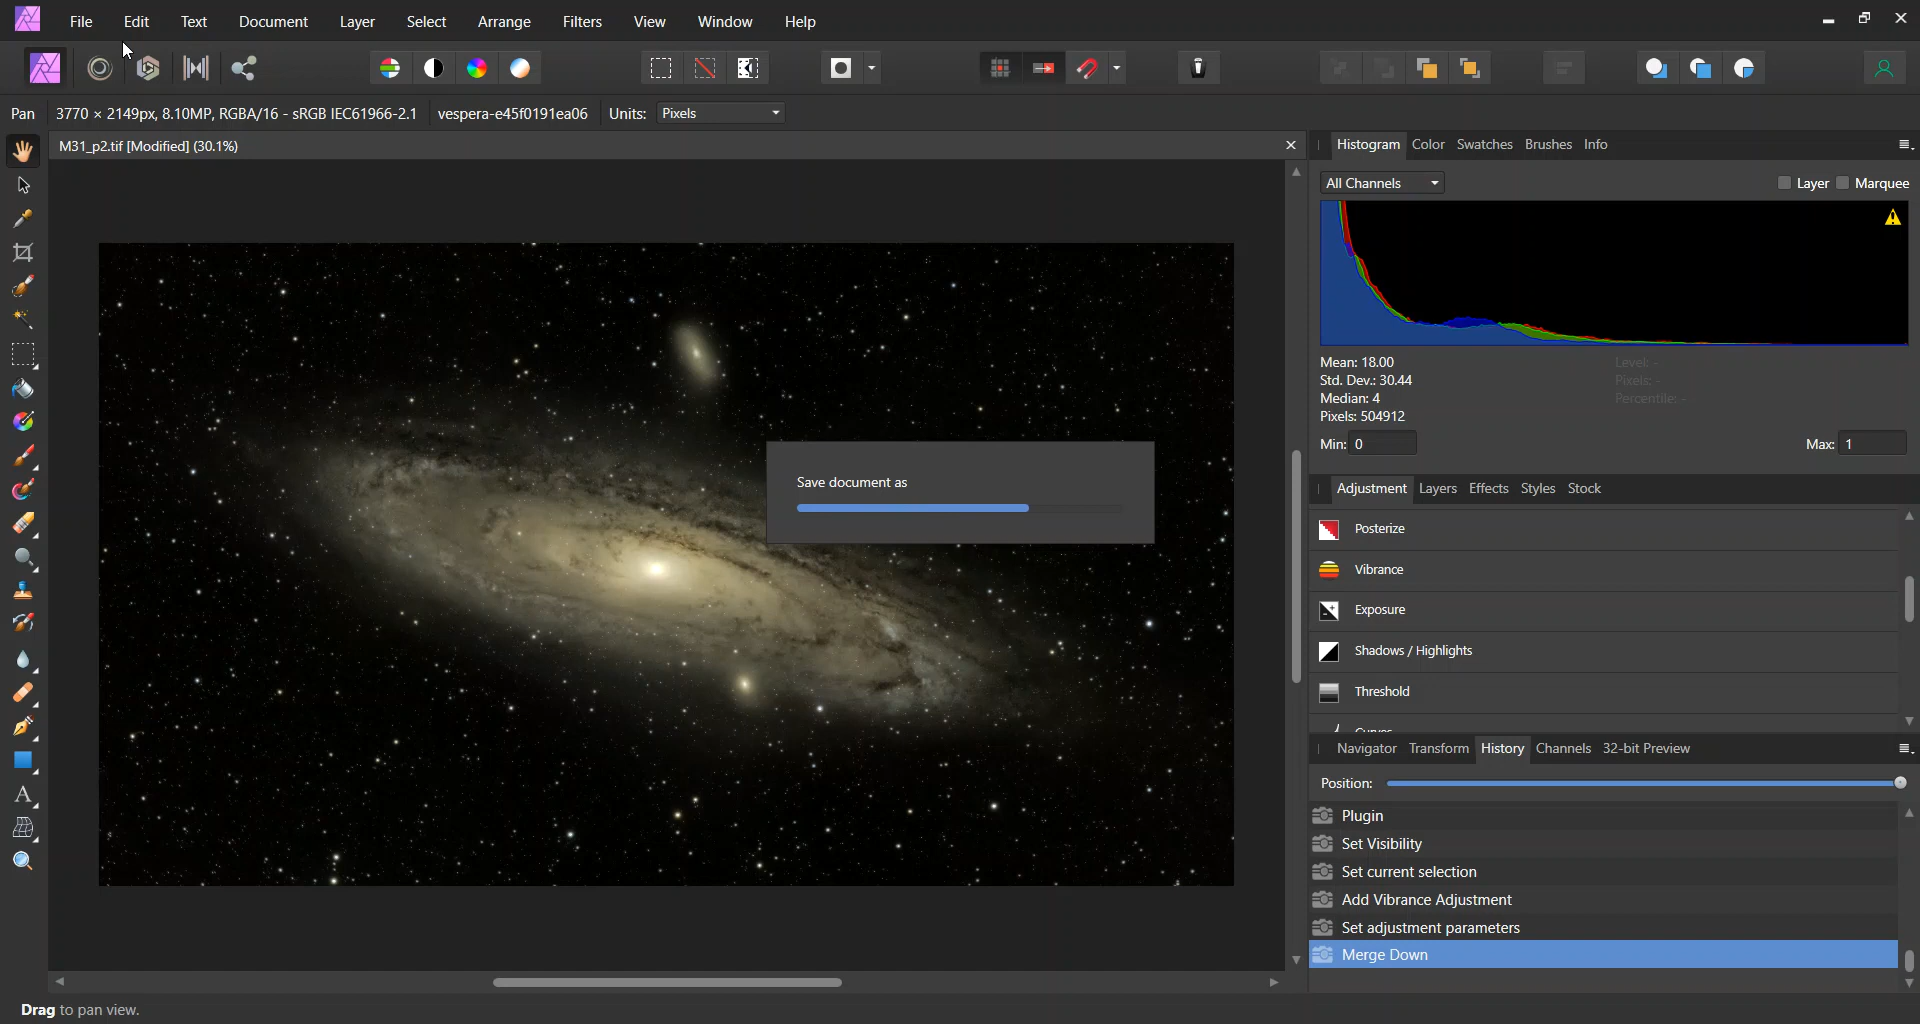 File Edit Text Document Layer Select Arrange Filters View Window Help
Pan 3770 × 2149px, 8.10MP, RGBA/16 - sRGB IEC61966-2.1 vespera-e45f0191ea06 Units: Pixels
M31_p2.tif [Modified] (30.1%)
Histogram Color Swatches Brushes Info
All Channels Layer Marquee
Mean: 18.00 Level: -
Std. Dev.: 30.44 Pixels: -
Median: 4 Percentile: -
Pixels: 504912
Min: 0 Max: 1
Save document as
Adjustment Layers Effects Styles Stock
Posterize
Vibrance
Exposure
Shadows / Highlights
Threshold
Curves
Navigator Transform History Channels 32-bit Preview
Position:
Plugin
Set Visibility
Set current selection
Add Vibrance Adjustment
Set adjustment parameters
Merge Down
Drag to pan view.